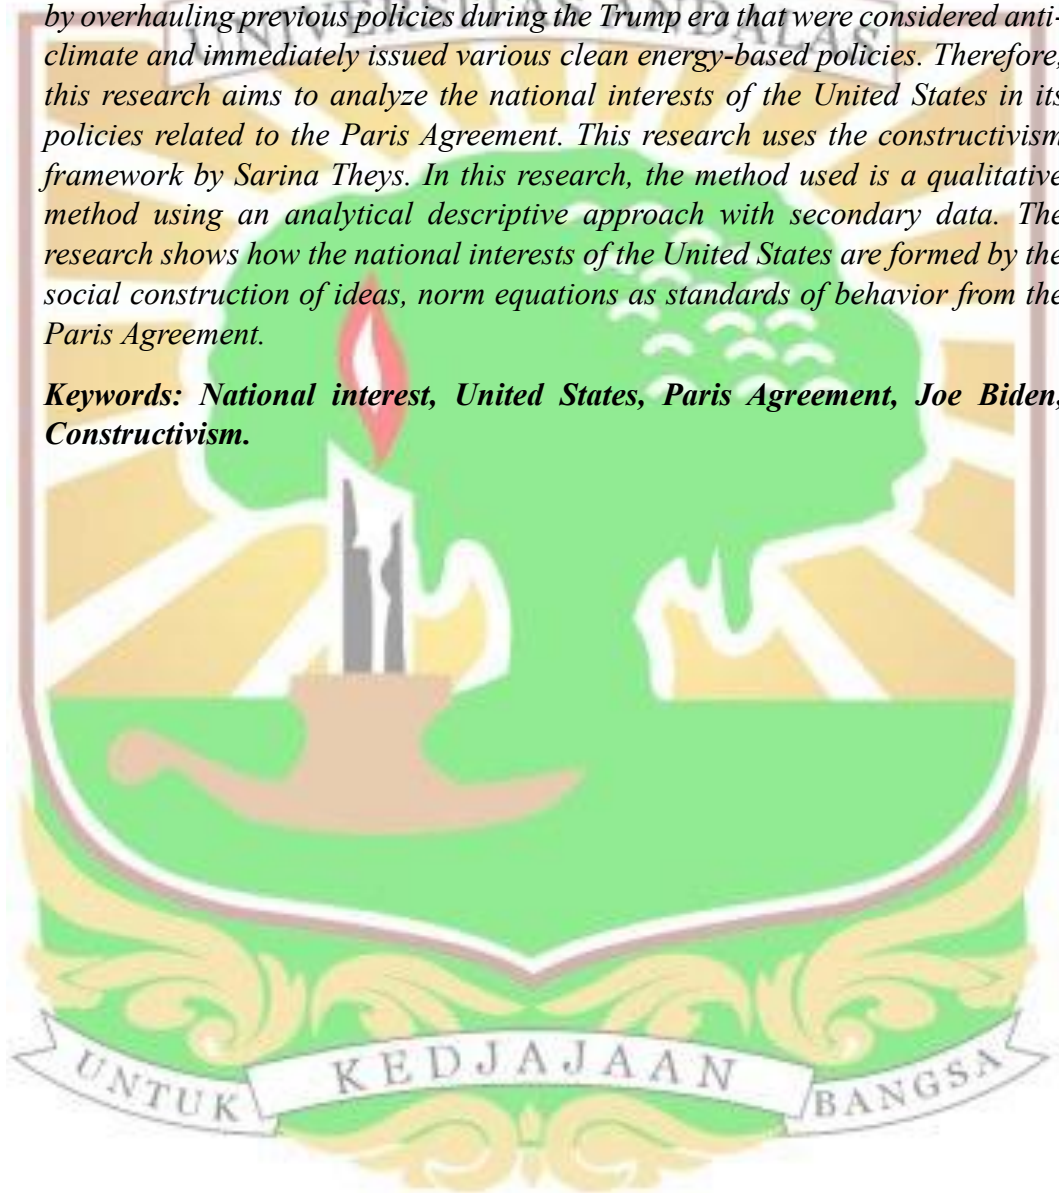 by overhauling previous policies during the Trump era that were considered anti-
UNIVERSITAS ANDALAS
climate and immediately issued various clean energy-based policies. Therefore,
this research aims to analyze the national interests of the United States in its
policies related to the Paris Agreement. This research uses the constructivism
framework by Sarina Theys. In this research, the method used is a qualitative
method using an analytical descriptive approach with secondary data. The
research shows how the national interests of the United States are formed by the
social construction of ideas, norm equations as standards of behavior from the
Paris Agreement.
Keywords: National interest, United States, Paris Agreement, Joe Biden,
Constructivism.
UNTUK KEDJAJAAN BANGSA